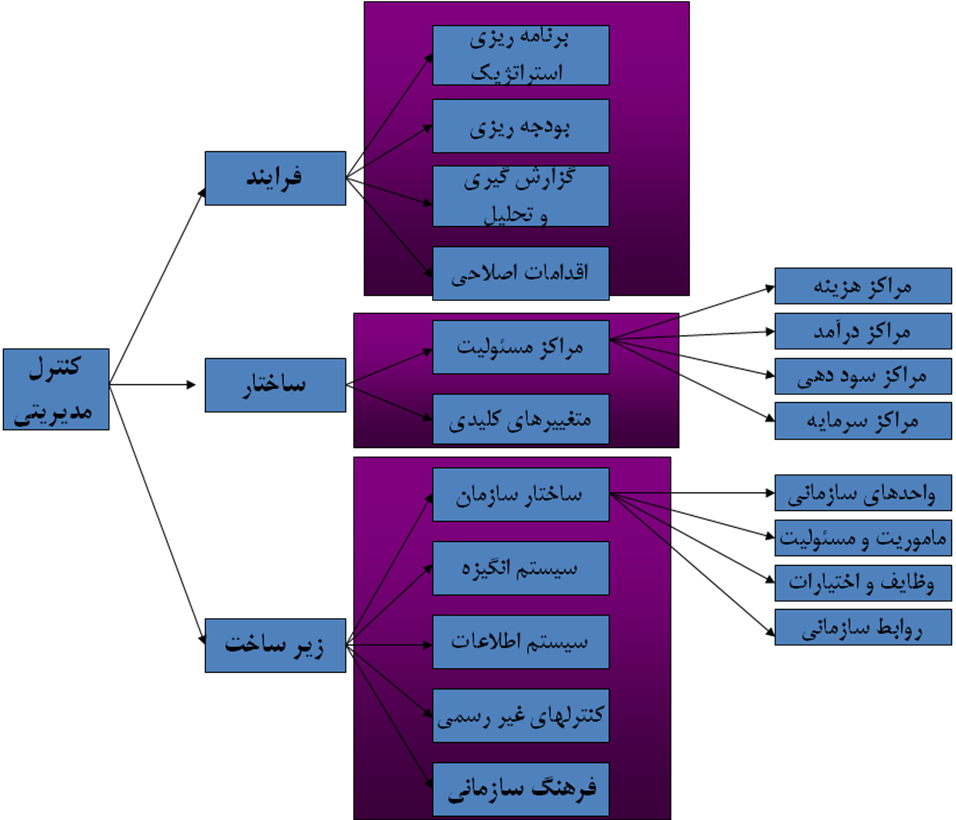 کنترل
مدیریتی
فرایند
برنامه ریزی
استراتژیک
بودجه ریزی
گزارش گیری
و تحلیل
اقدامات اصلاحی
ساختار
مراکز مسئولیت
مراکز هزینه
مراکز درآمد
مراکز سود دهی
مراکز سرمایه
متغییرهای کلیدی
زیر ساخت
ساختار سازمان
واحدهای سازمانی
ماموریت و مسئولیت
وظایف و اختیارات
روابط سازمانی
سیستم انگیزه
سیستم اطلاعات
کنترلهای غیر رسمی
فرهنگ سازمانی